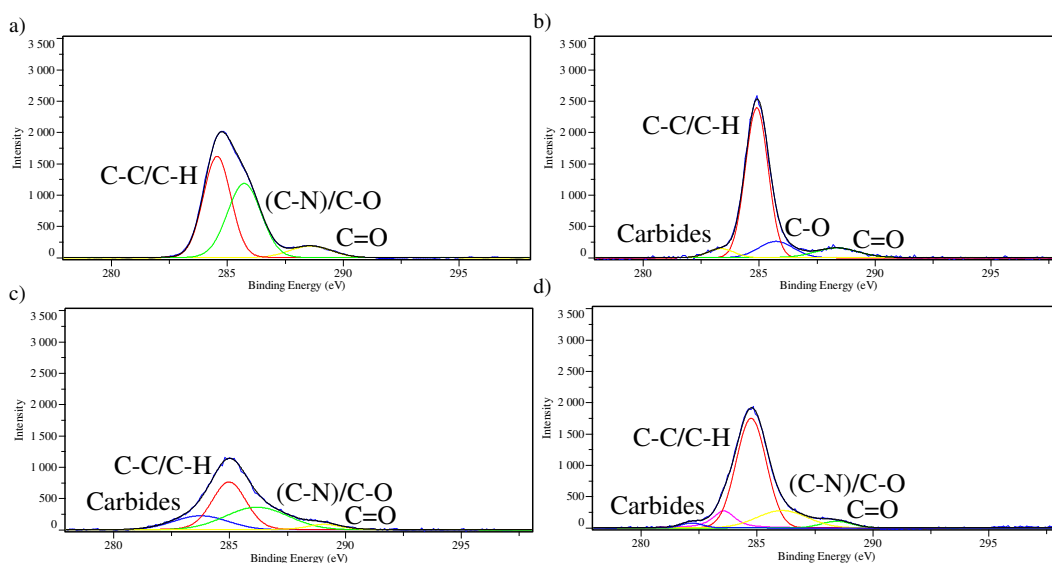 a)
3 500
3 000
2 500
2 000
1 500
1 000
500
0
Intensity
C-C/C-H
(C-N)/C-O
C=O
280
285
290
295
Binding Energy (eV)
b)
3 500
3 000
2 500
2 000
1 500
1 000
500
0
Intensity
C-C/C-H
Carbides
C-O
C=O
280
285
290
295
Binding Energy (eV)
c)
3 500
3 000
2 500
2 000
1 500
1 000
500
0
Intensity
C-C/C-H
Carbides
(C-N)/C-O
C=O
280
285
290
295
Binding Energy (eV)
d)
3 500
3 000
2 500
2 000
1 500
1 000
500
0
Intensity
C-C/C-H
Carbides
(C-N)/C-O
C=O
280
285
290
295
Binding Energy (eV)